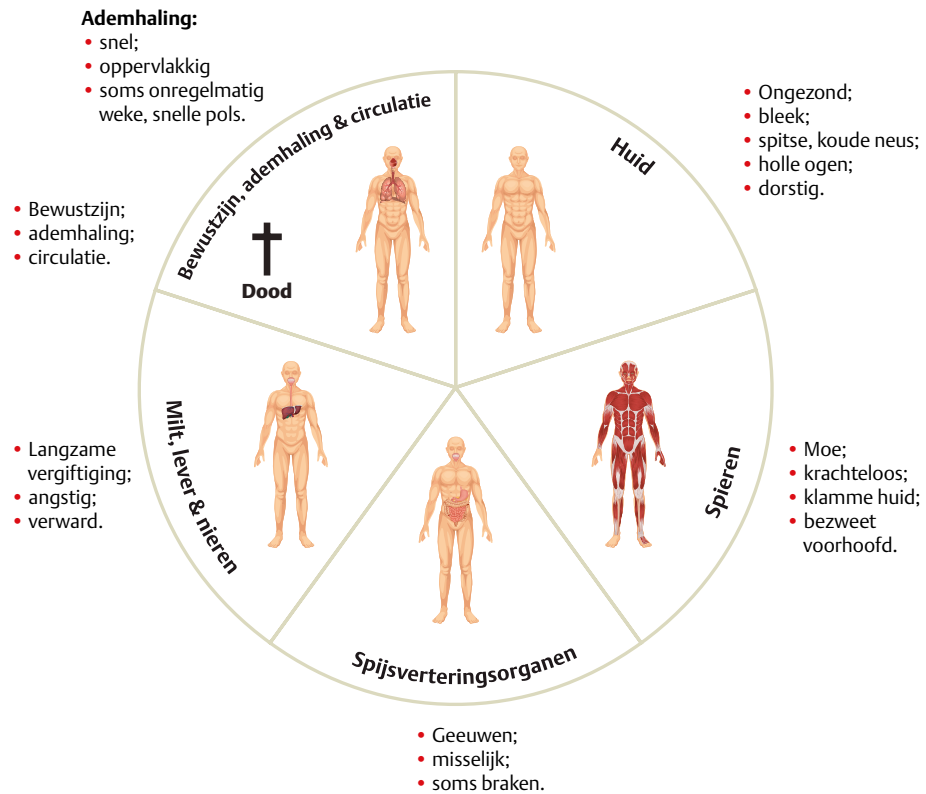 Ademhaling:
• snel;
• oppervlakkig
• soms onregelmatig
weke, snelle pols.
Bewustzijn, ademhaling & circulatie
Huid
• Ongezond;
• bleek;
• spitse, koude neus;
• holle ogen;
• dorstig.
• Bewustzijn;
• ademhaling;
• circulatie.
Dood
Milt, lever & nieren
Spieren
• Langzame
vergiftiging;
• angstig;
• verward.
• Moe;
• krachteloos;
• klamme huid;
• bezweet
voorhoofd.
Spijsverteringsorganen
• Geeuwen;
• misselijk;
• soms braken.